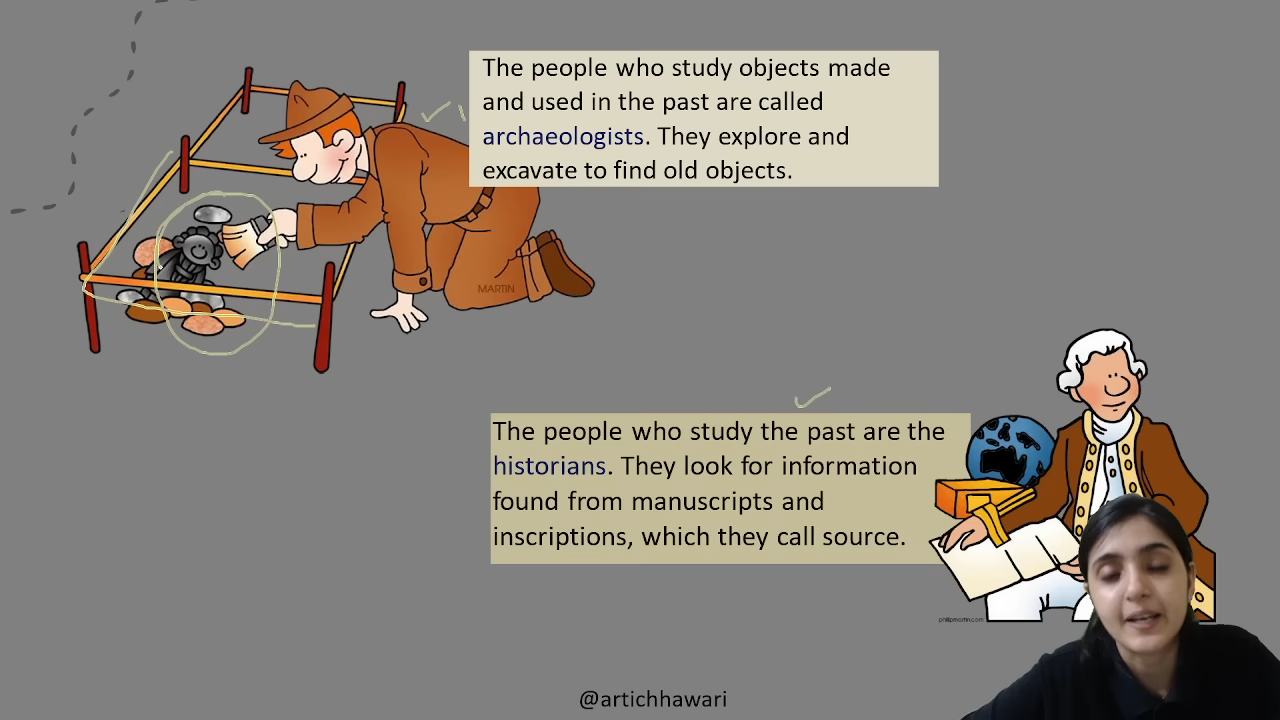 The people who study objects made
and used in the past are called
archaeologists. They explore and
excavate to find old objects.
MARTIN
The people who study the past are the
historians. They look for information
found from manuscripts and
inscriptions, which they call source.
philipmartin.com
@artichhawari